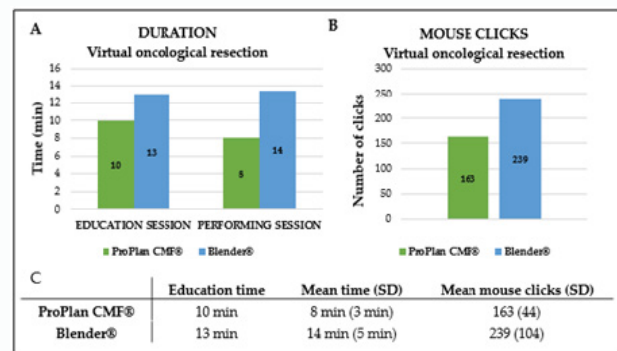 A
DURATION
Virtual oncological resection
Time (min)
16
14
12
10
8
6
4
2
0
10
13
8
14
EDUCATION SESSION
PERFORMING SESSION
ProPlan CMF®
Blender®
B
MOUSE CLICKS
Virtual oncological resection
Number of clicks
300
250
200
150
100
50
0
163
239
ProPlan CMF®
Blender®
C
Education time Mean time (SD) Mean mouse clicks (SD)
ProPlan CMF® 10 min 8 min (3 min) 163 (44)
Blender® 13 min 14 min (5 min) 239 (104)